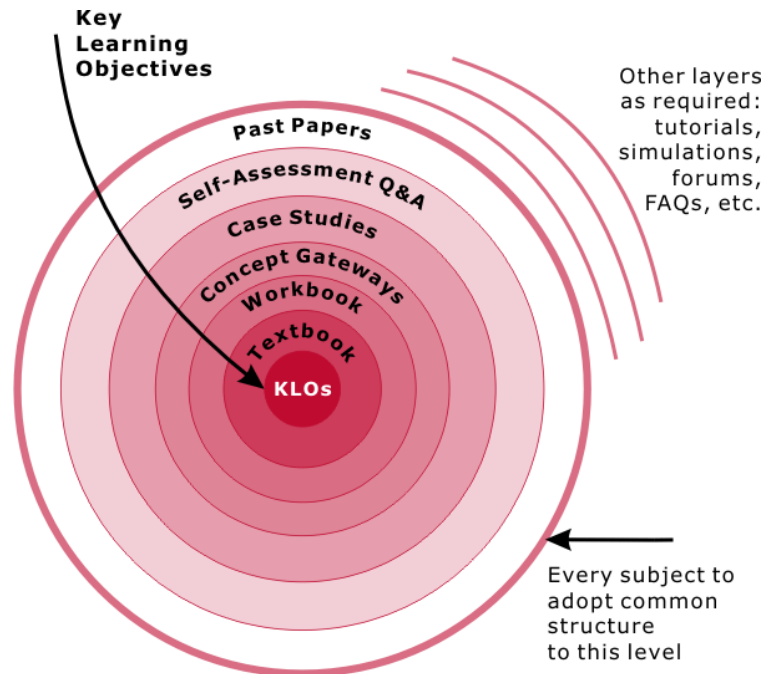 Key
Learning
Objectives
Other layers
as required:
tutorials,
simulations,
forums,
FAQs, etc.
Past Papers
Self-Assessment Q&A
Case Studies
Concept Gateways
Workbook
Textbook
KLOs
Every subject to
adopt common
structure
to this level